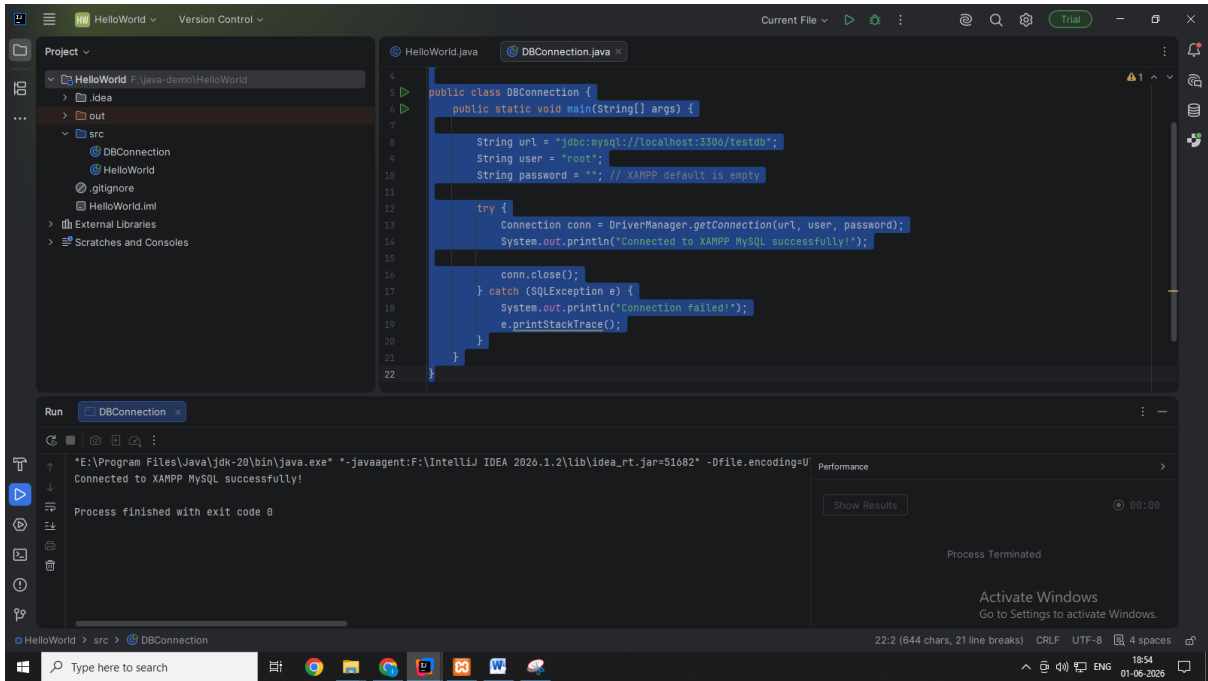 HW HelloWorld Version Control Current File Trial
Project
HelloWorld F:\java-demo\HelloWorld
.idea
out
src
DBConnection
HelloWorld
.gitignore
HelloWorld.iml
External Libraries
Scratches and Consoles
HelloWorld.java DBConnection.java
1
4
5 public class DBConnection {
6 public static void main(String[] args) {
7
8 String url = "jdbc:mysql://localhost:3306/testdb";
9 String user = "root";
10 String password = ""; // XAMPP default is empty
11
12 try {
13 Connection conn = DriverManager.getConnection(url, user, password);
14 System.out.println("Connected to XAMPP MySQL successfully!");
15
16 conn.close();
17 } catch (SQLException e) {
18 System.out.println("Connection failed!");
19 e.printStackTrace();
20 }
21 }
22 }
Run DBConnection
"E:\Program Files\Java\jdk-20\bin\java.exe" "-javaagent:F:\IntelliJ IDEA 2026.1.2\lib\idea_rt.jar=51682" -Dfile.encoding=U
Connected to XAMPP MySQL successfully!
Process finished with exit code 0
Performance
Show Results 00:00
Process Terminated
Activate Windows
Go to Settings to activate Windows.
HelloWorld > src > DBConnection 22:2 (644 chars, 21 line breaks) CRLF UTF-8 4 spaces
Type here to search ENG 18:54
01-06-2026